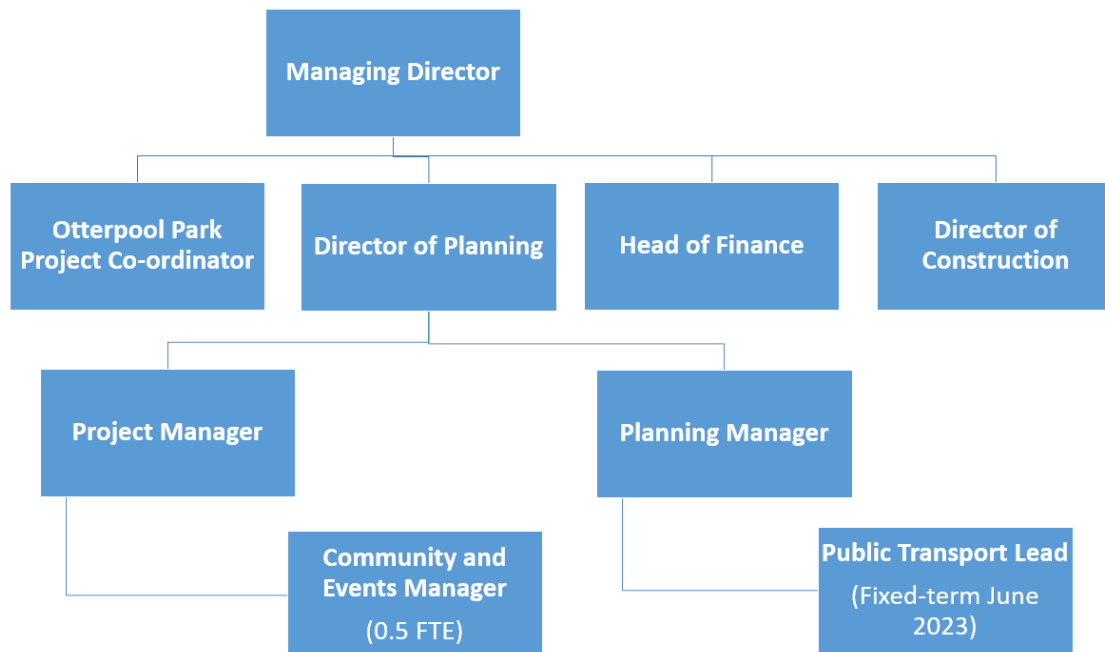 Managing Director
Otterpool Park
Project Co-ordinator
Director of Planning
Head of Finance
Director of
Construction
Project Manager
Planning Manager
Community and
Events Manager
(0.5 FTE)
Public Transport Lead
(Fixed-term June
2023)